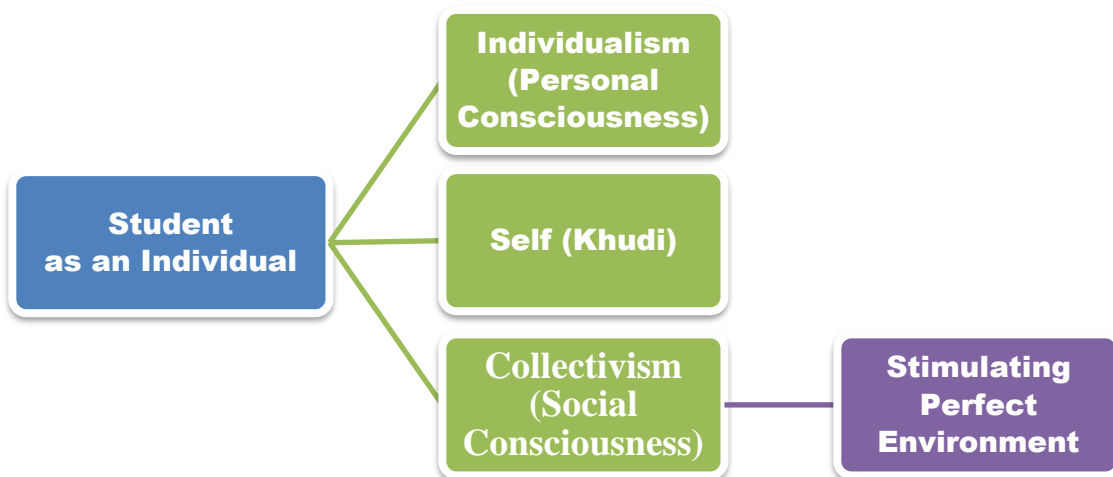 Student
as an Individual
Individualism
(Personal
Consciousness)
Self (Khudi)
Collectivism
(Social
Consciousness)
Stimulating
Perfect
Environment